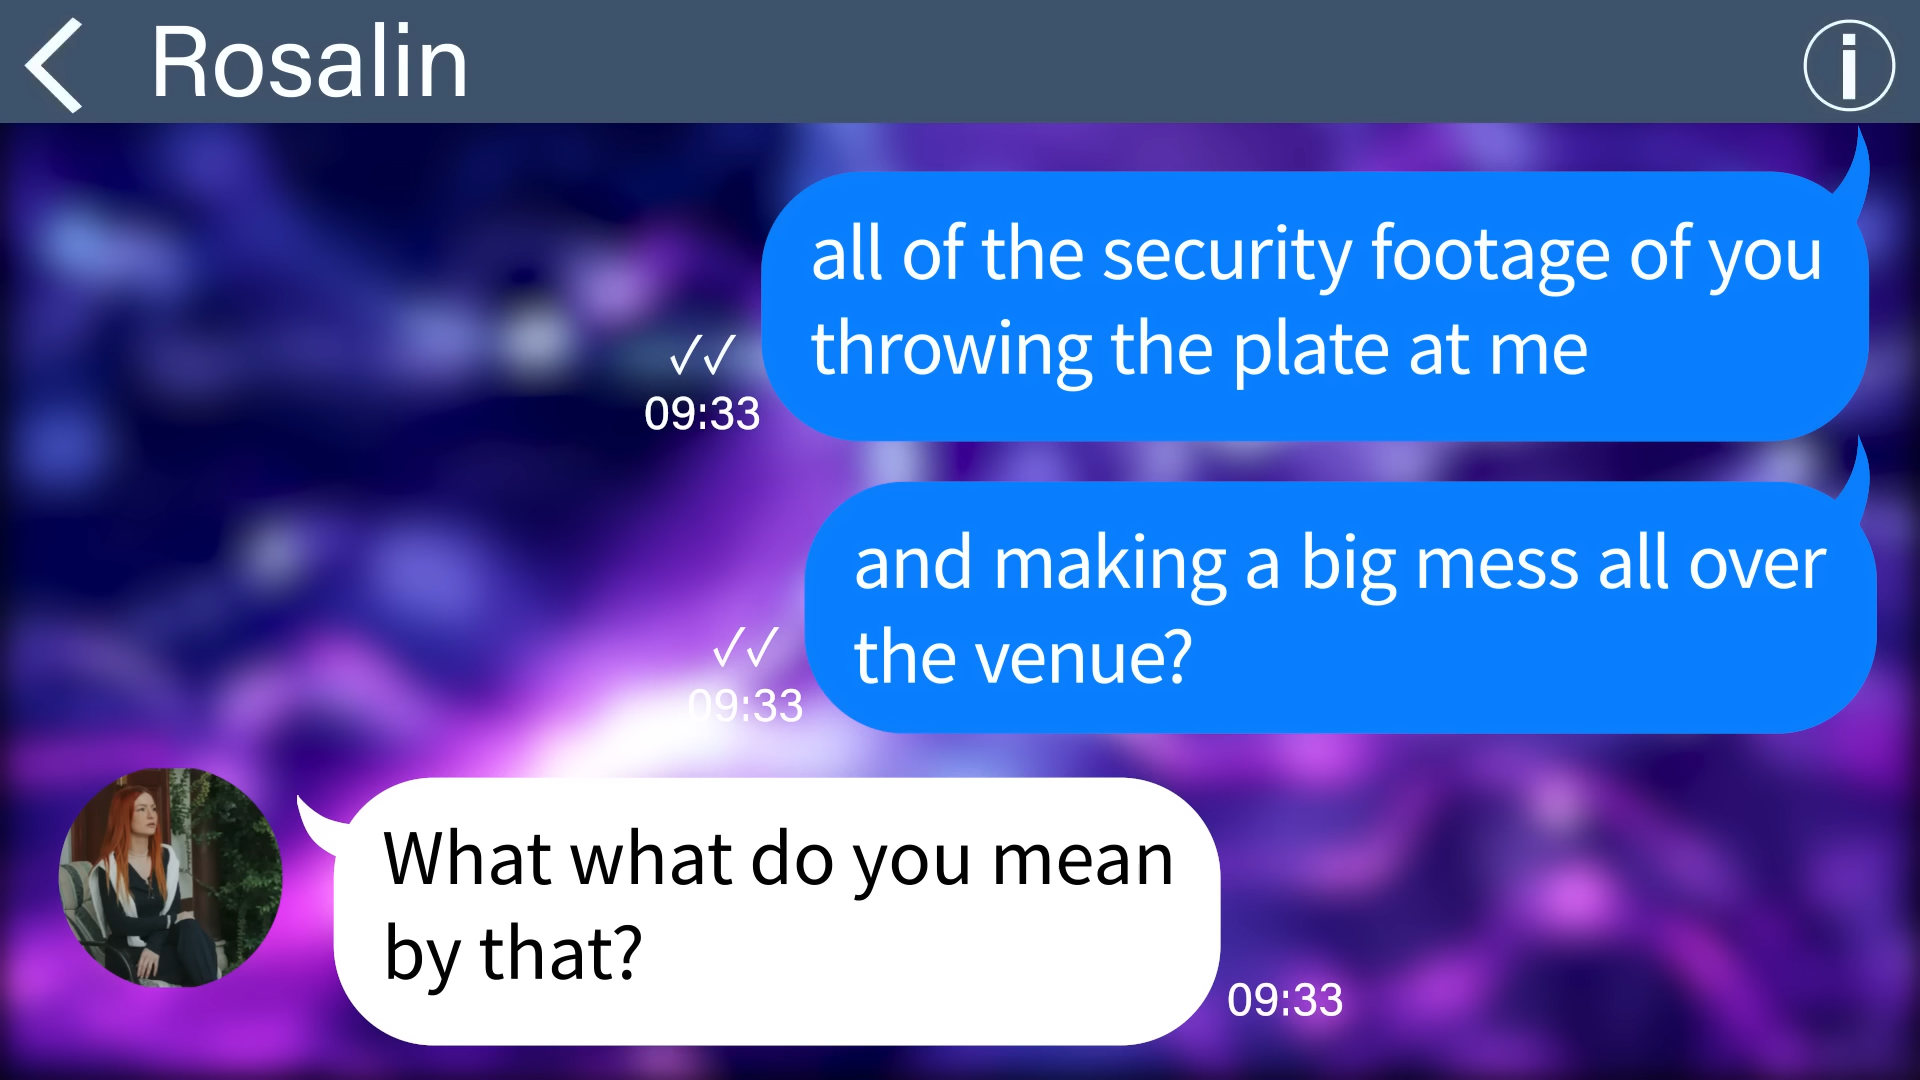 Rosalin
all of the security footage of you
throwing the plate at me
09:33
and making a big mess all over
the venue?
09:33
What what do you mean
by that?
09:33